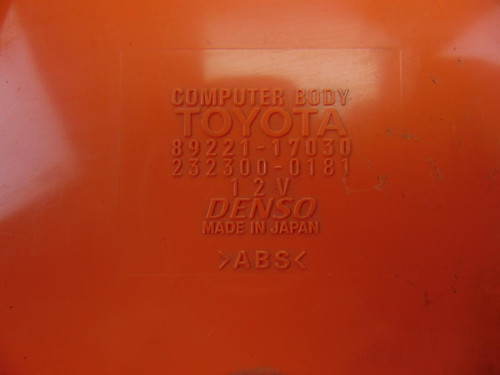 COMPUTER BODY
TOYOTA
89221-17030
232300-0181
12V
DENSO
MADE IN JAPAN
>ABS<